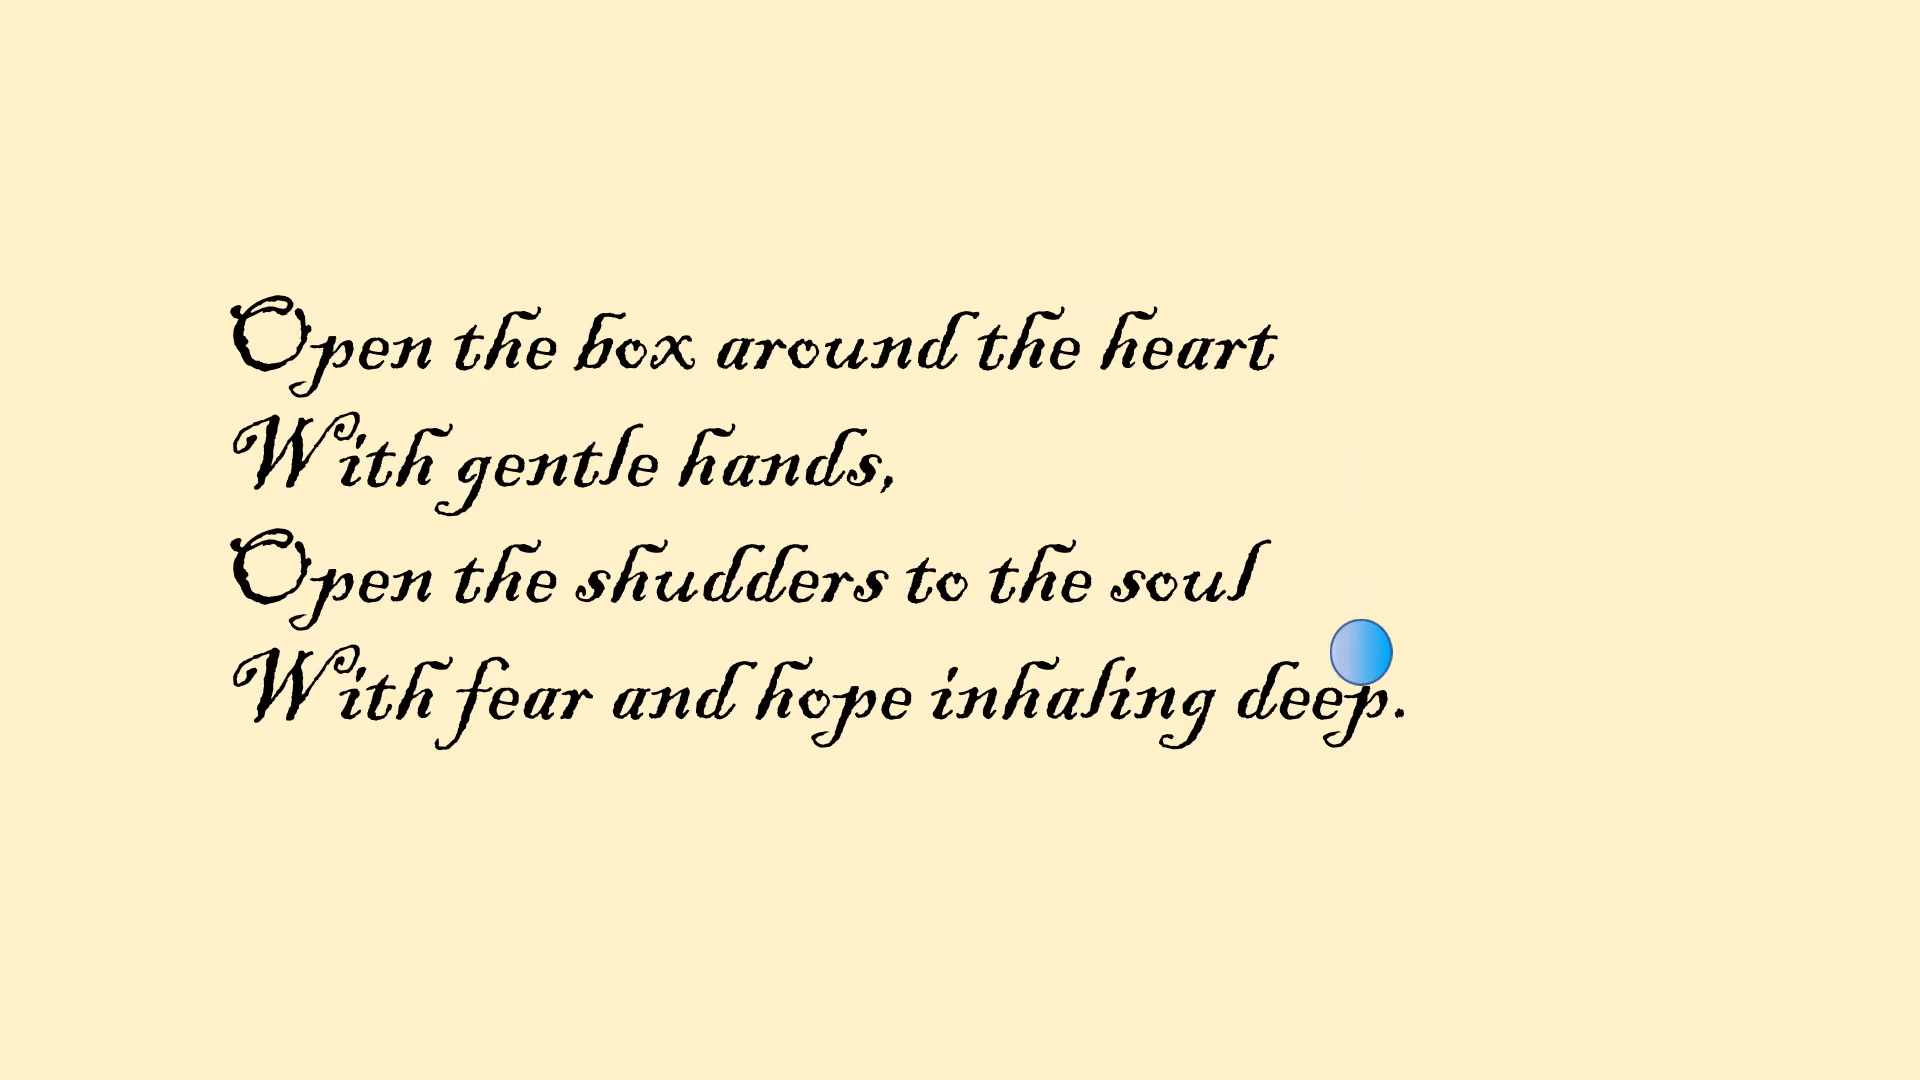 Open the box around the heart
With gentle hands,
Open the shudders to the soul
With fear and hope inhaling deep.